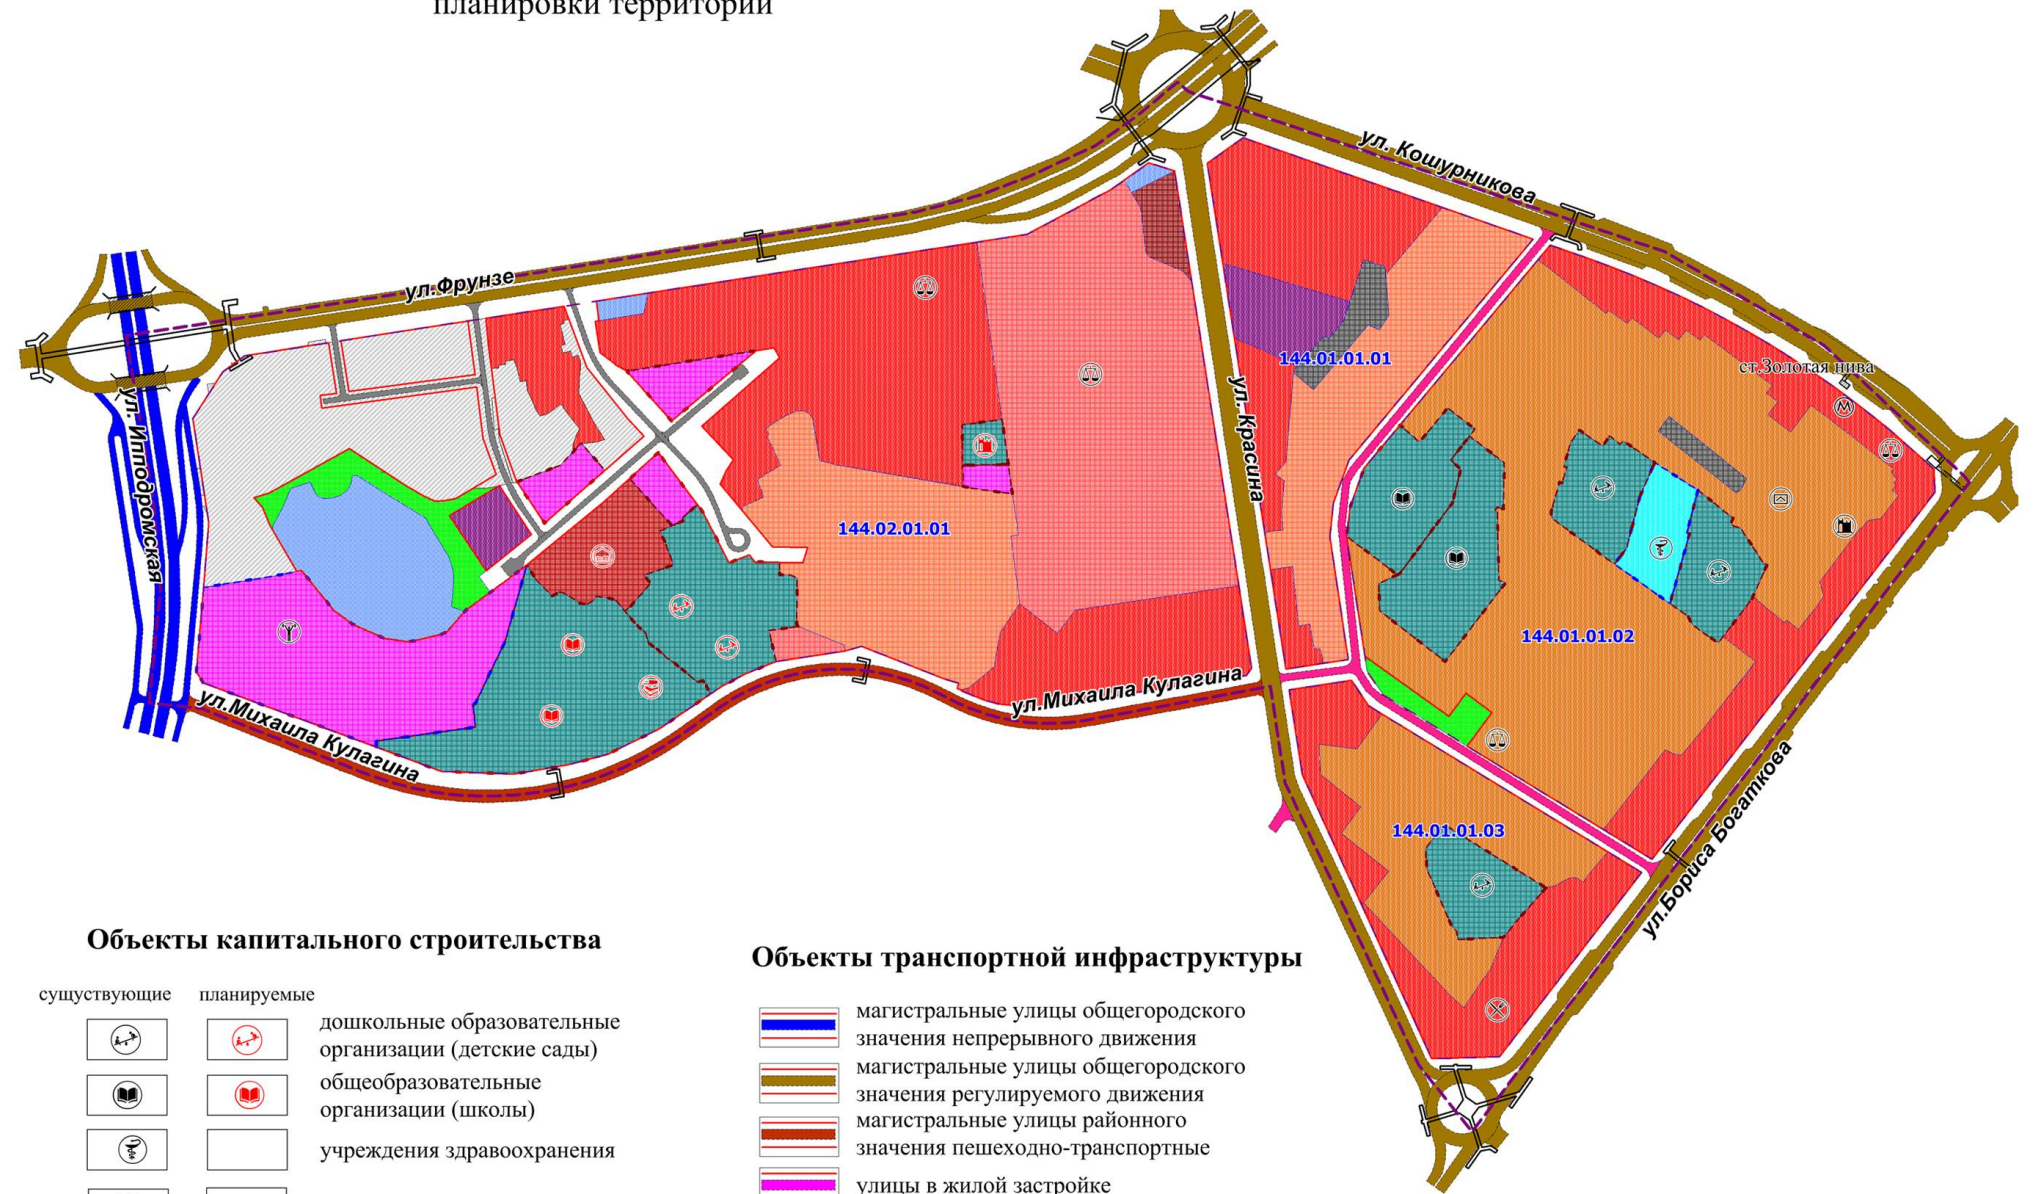 планировки территории
ул. Кошурникова
ул.Фрунзе
ст.Золотая нива
144.01.01.01
ул. Ипподромская
ул. Красина
144.02.01.01
144.01.01.02
ул.Михаила Кулагина
ул.Михаила Кулагина
ул.Бориса Богаткова
144.01.01.03
Объекты капитального строительства
существующие планируемые
дошкольные образовательные
организации (детские сады)
общеобразовательные
организации (школы)
учреждения здравоохранения
Объекты транспортной инфраструктуры
магистральные улицы общегородского
значения непрерывного движения
магистральные улицы общегородского
значения регулируемого движения
магистральные улицы районного
значения пешеходно-транспортные
улицы в жилой застройке